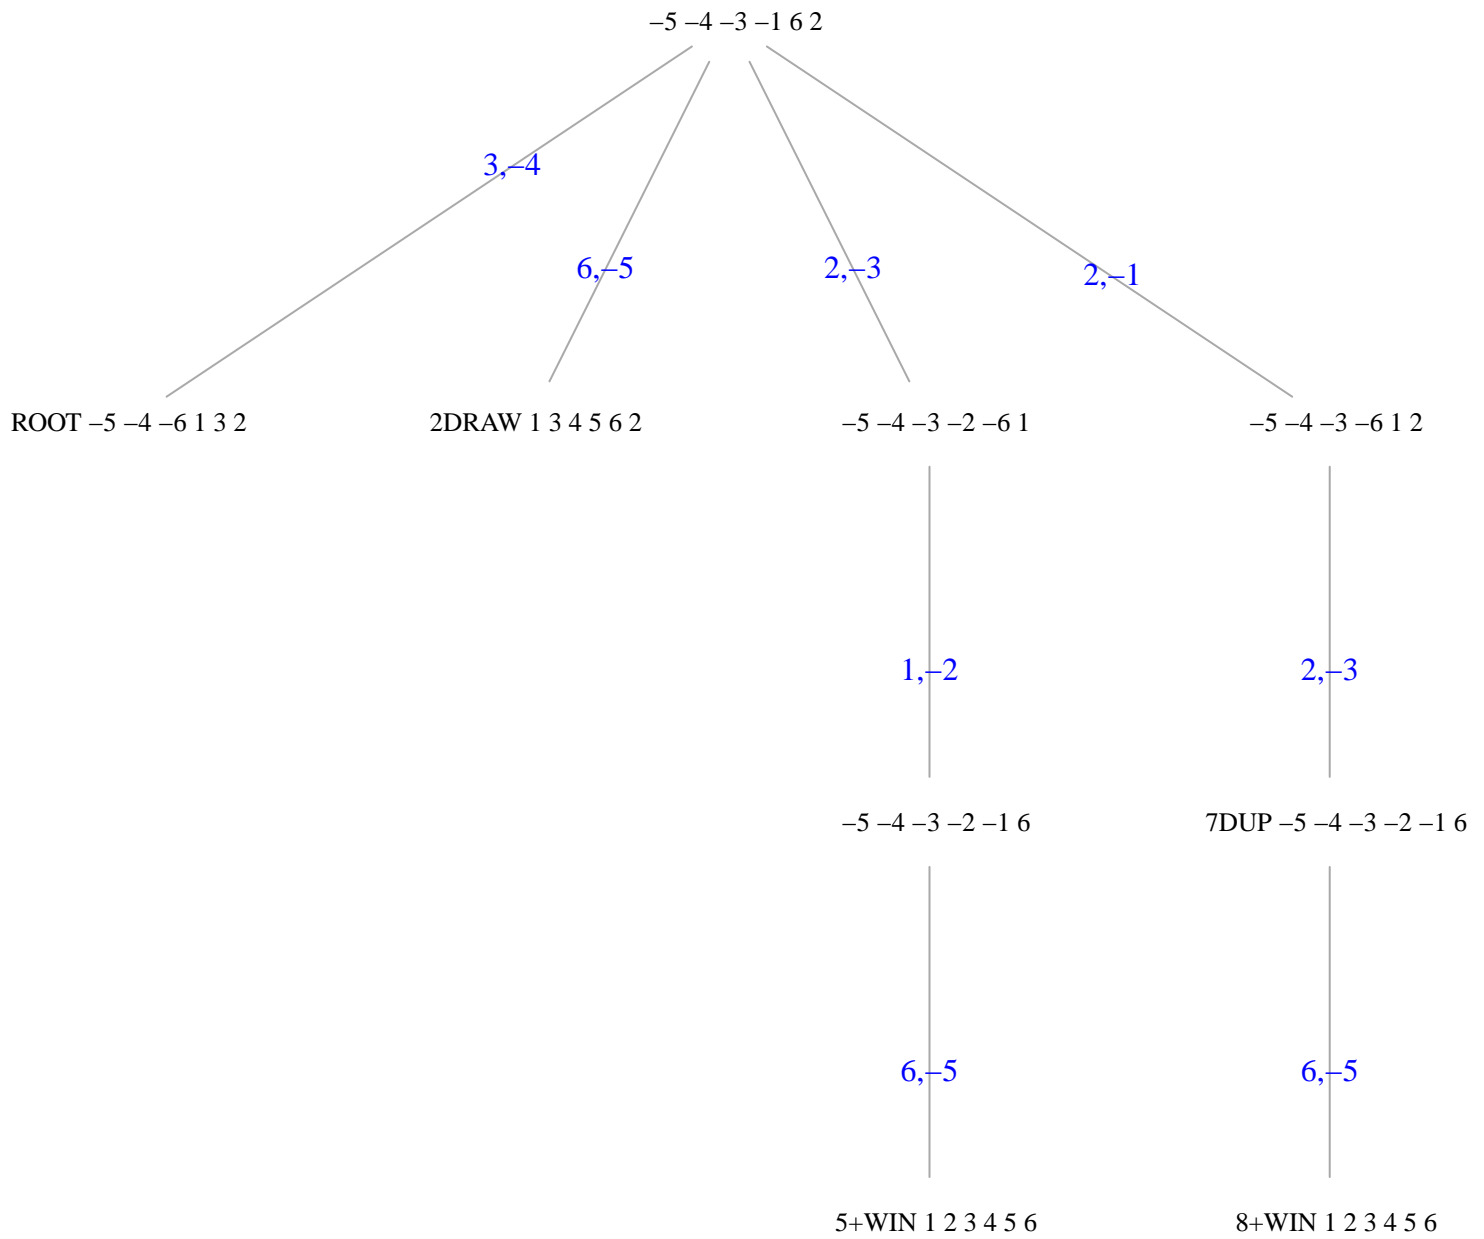 –5 –4 –3 –1 6 2
3,–4
6,–5
2,–3
2,–1
ROOT –5 –4 –6 1 3 2
2DRAW 1 3 4 5 6 2
–5 –4 –3 –2 –6 1
–5 –4 –3 –6 1 2
1,–2
2,–3
–5 –4 –3 –2 –1 6
7DUP –5 –4 –3 –2 –1 6
6,–5
6,–5
5+WIN 1 2 3 4 5 6
8+WIN 1 2 3 4 5 6